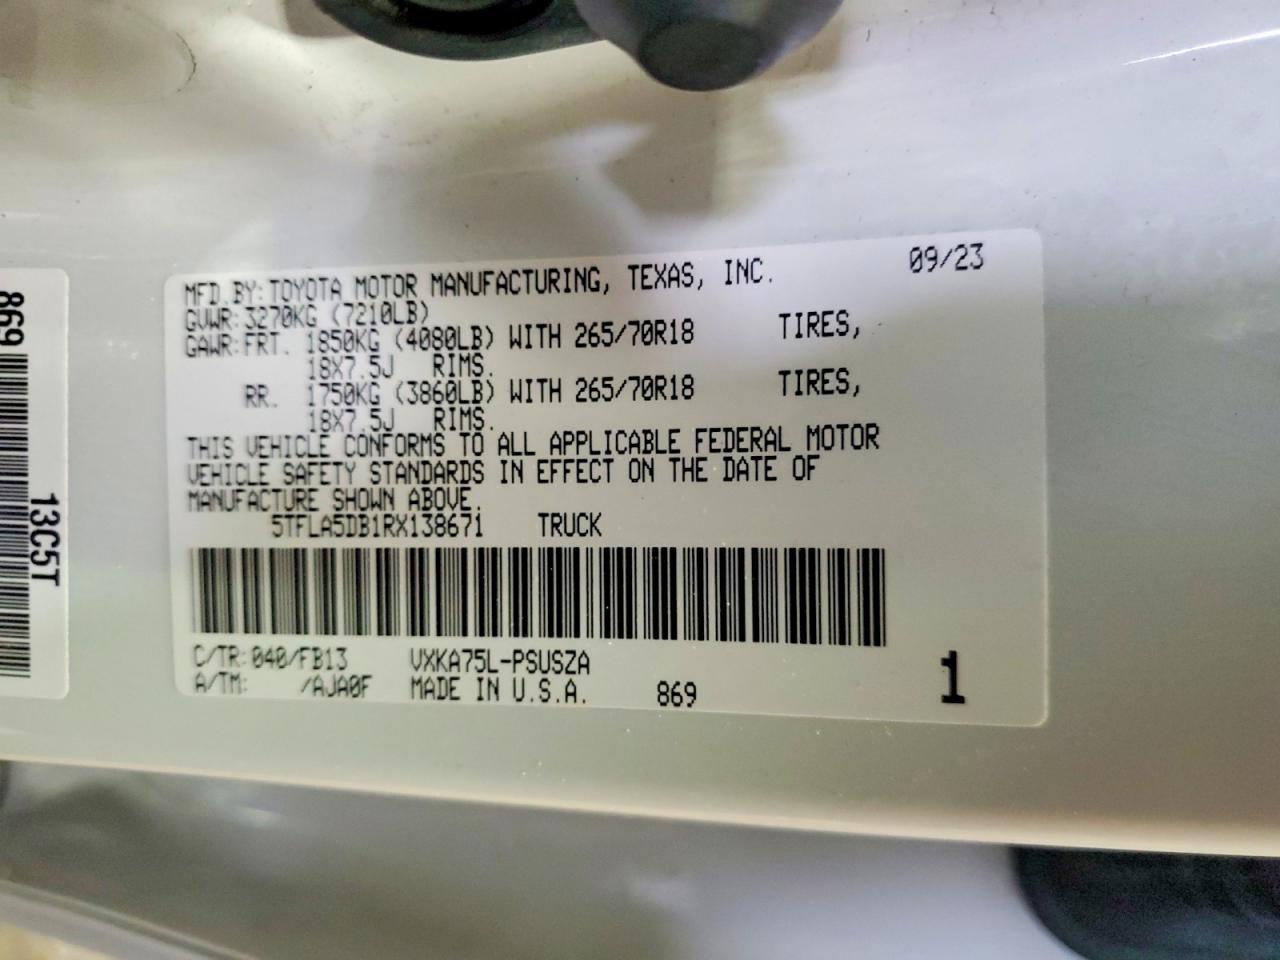 MFD. BY: TOYOTA MOTOR MANUFACTURING, TEXAS, INC. 09/23
GVWR: 3270KG (7210LB)
GAWR: FRT. 1850KG (4080LB) WITH 265/70R18 TIRES,
18X7.5J RIMS.
RR. 1750KG (3860LB) WITH 265/70R18 TIRES,
18X7.5J RIMS.
THIS VEHICLE CONFORMS TO ALL APPLICABLE FEDERAL MOTOR
VEHICLE SAFETY STANDARDS IN EFFECT ON THE DATE OF
MANUFACTURE SHOWN ABOVE.
5TFLA5DB1RX138671 TRUCK
C/TR: 040/FB13 VXKA75L-PSUSZA
A/TM: /AJA0F MADE IN U.S.A. 869 1
869
13C5T